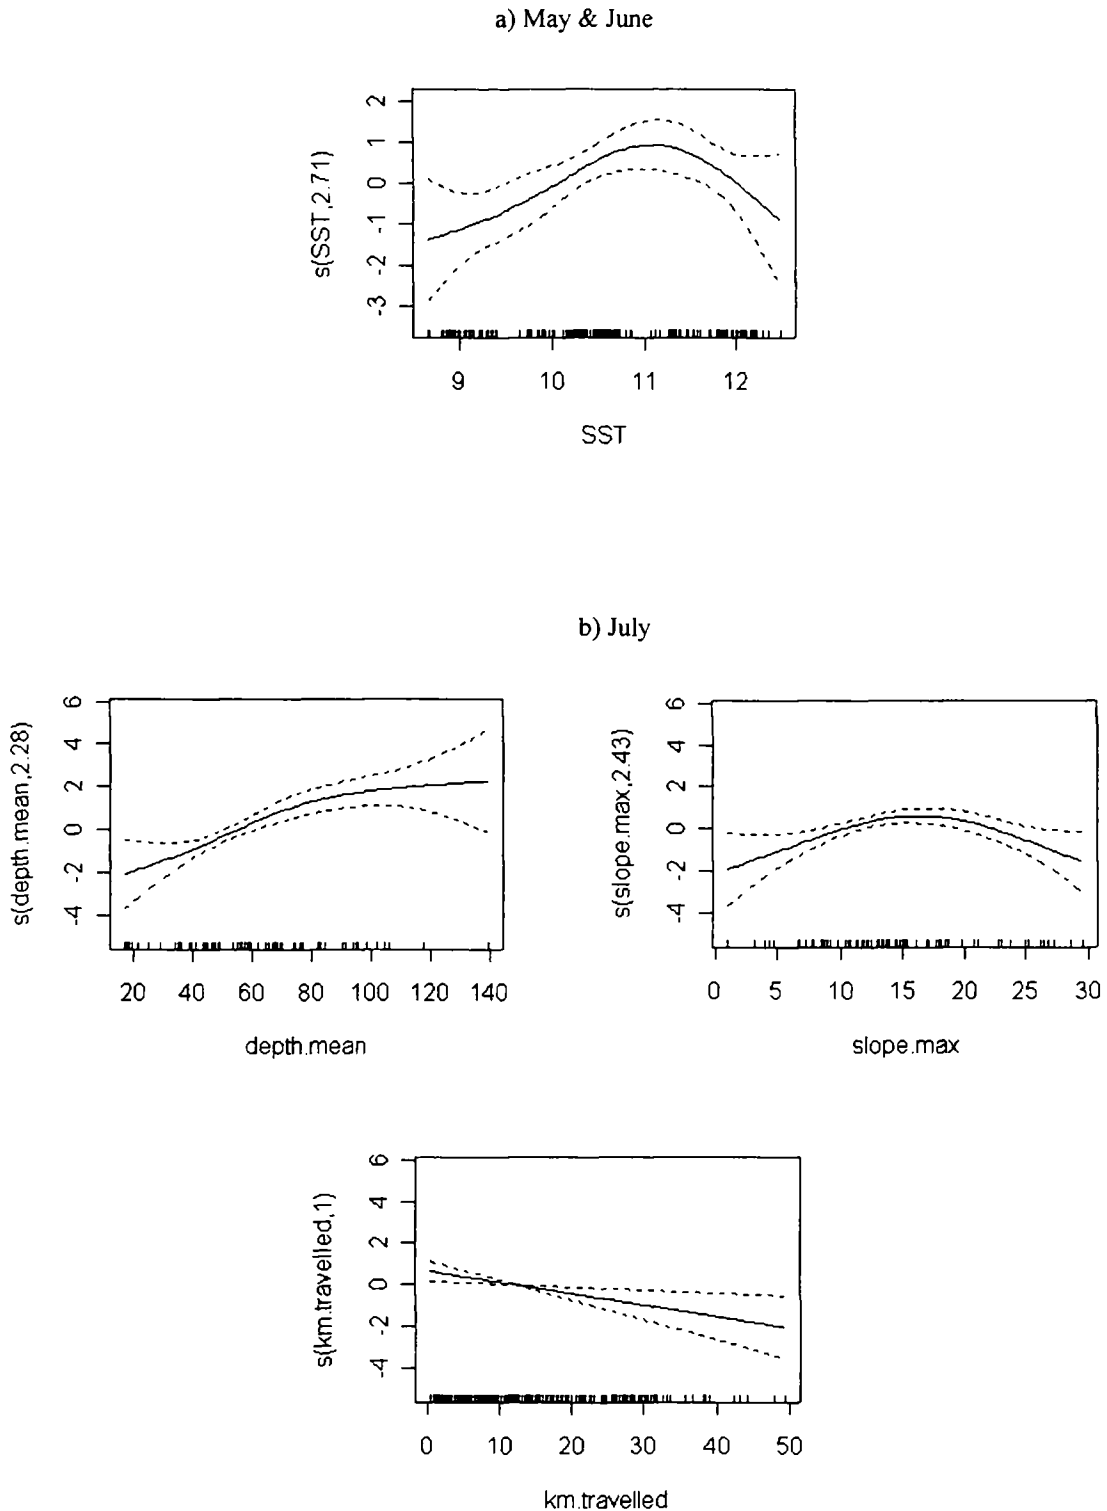 a) May & June
s(SST,2.71)
2
1
0
-1
-2
-3
9 10 11 12
SST
b) July
s(depth.mean,2.28)
6
4
2
0
-2
-4
20 40 60 80 100 120 140
depth.mean
s(slope.max,2.43)
6
4
2
0
-2
-4
0 5 10 15 20 25 30
slope.max
s(km.travelled,1)
6
4
2
0
-2
-4
0 10 20 30 40 50
km.travelled